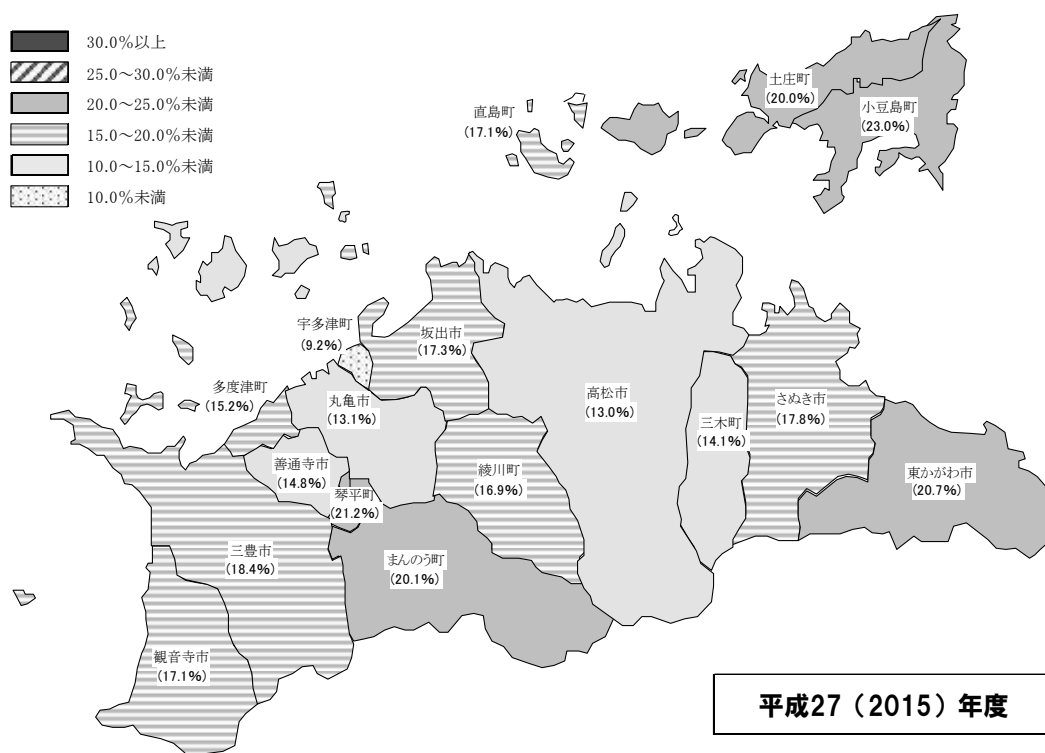 30.0%以上
25.0～30.0%未満
20.0～25.0%未満
15.0～20.0%未満
10.0～15.0%未満
10.0%未満
土庄町
(20.0%)
小豆島町
(23.0%)
直島町
(17.1%)
宇多津町
(9.2%)
坂出市
(17.3%)
多度津町
(15.2%)
丸亀市
(13.1%)
高松市
(13.0%)
さぬき市
(17.8%)
三木町
(14.1%)
善通寺市
(14.8%)
綾川町
(16.9%)
東かがわ市
(20.7%)
琴平町
(21.2%)
三豊市
(18.4%)
まんのう町
(20.1%)
観音寺市
(17.1%)
平成27（2015）年度